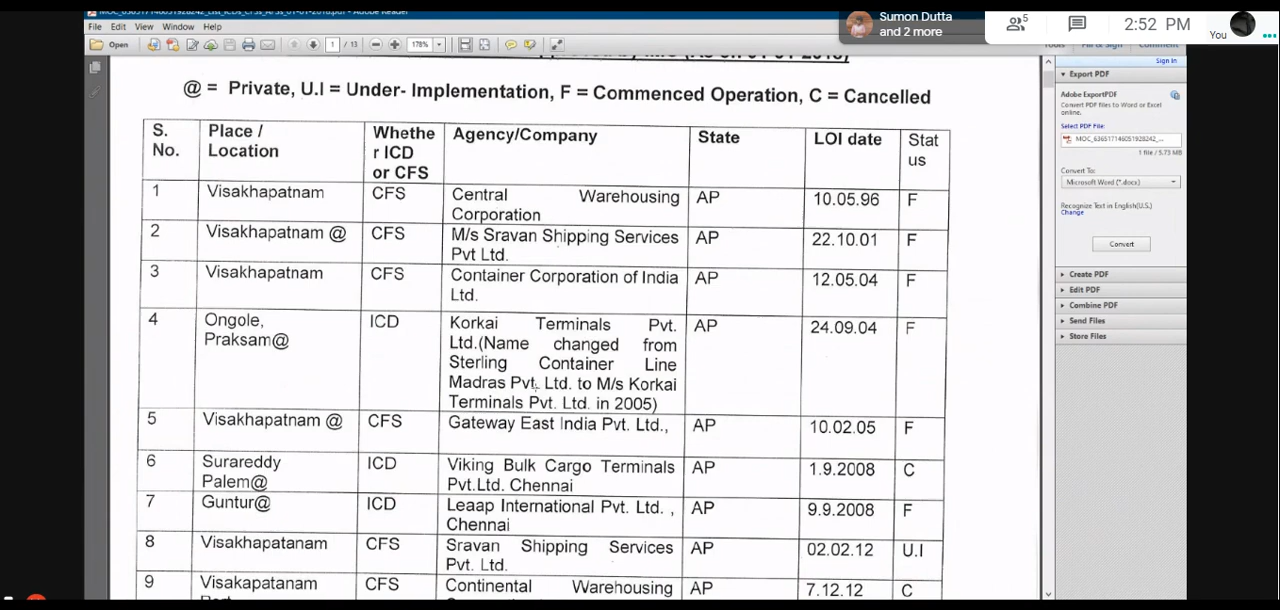 File Edit View Window Help
Sumon Dutta
and 2 more
5
2:52 PM
You
Open
1 / 13
178%
Sign In
Export PDF
Adobe ExportPDF
Convert PDF files to Word or Excel
online.
Select PDF File:
1 file / 5.73 MB
Convert To:
Microsoft Word (*.docx)
Recognize Text in English(U.S.)
Change
Convert
Create PDF
Edit PDF
Combine PDF
Send Files
Store Files
@ = Private, U.I = Under- Implementation, F = Commenced Operation, C = Cancelled
S. No. Place / Location Whethe r ICD or CFS Agency/Company State LOI date Stat us
1 Visakhapatnam CFS Central Warehousing Corporation AP 10.05.96 F
2 Visakhapatnam @ CFS M/s Sravan Shipping Services Pvt Ltd. AP 22.10.01 F
3 Visakhapatnam CFS Container Corporation of India Ltd. AP 12.05.04 F
4 Ongole, Praksam@ ICD Korkai Terminals Pvt. Ltd.(Name changed from Sterling Container Line Madras Pvt. Ltd. to M/s Korkai Terminals Pvt. Ltd. in 2005) AP 24.09.04 F
5 Visakhapatnam @ CFS Gateway East India Pvt. Ltd., AP 10.02.05 F
6 Surareddy Palem@ ICD Viking Bulk Cargo Terminals Pvt.Ltd. Chennai AP 1.9.2008 C
7 Guntur@ ICD Leaap International Pvt. Ltd. , Chennai AP 9.9.2008 F
8 Visakhapatanam CFS Sravan Shipping Services Pvt. Ltd. AP 02.02.12 U.I
9 Visakapatanam CFS Continental Warehousing AP 7.12.12 C